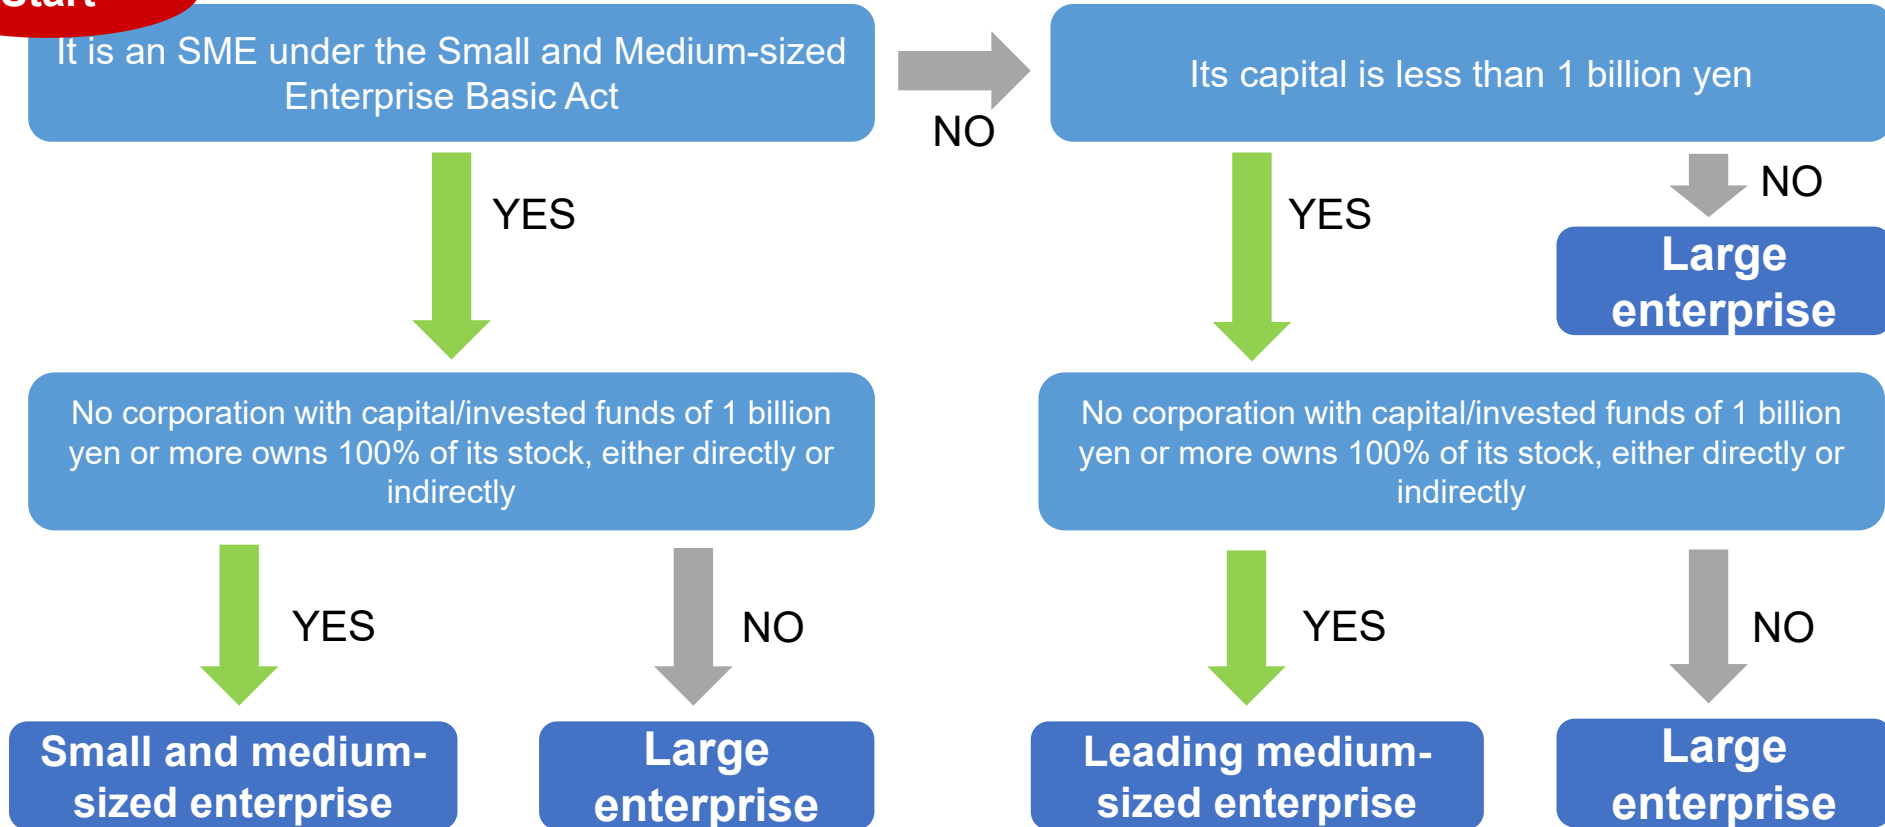 Start
It is an SME under the Small and Medium-sized
Enterprise Basic Act
NO
Its capital is less than 1 billion yen
YES
YES
NO
Large
enterprise
No corporation with capital/invested funds of 1 billion
yen or more owns 100% of its stock, either directly or
indirectly
No corporation with capital/invested funds of 1 billion
yen or more owns 100% of its stock, either directly or
indirectly
YES
NO
YES
NO
Small and medium-
sized enterprise
Large
enterprise
Leading medium-
sized enterprise
Large
enterprise